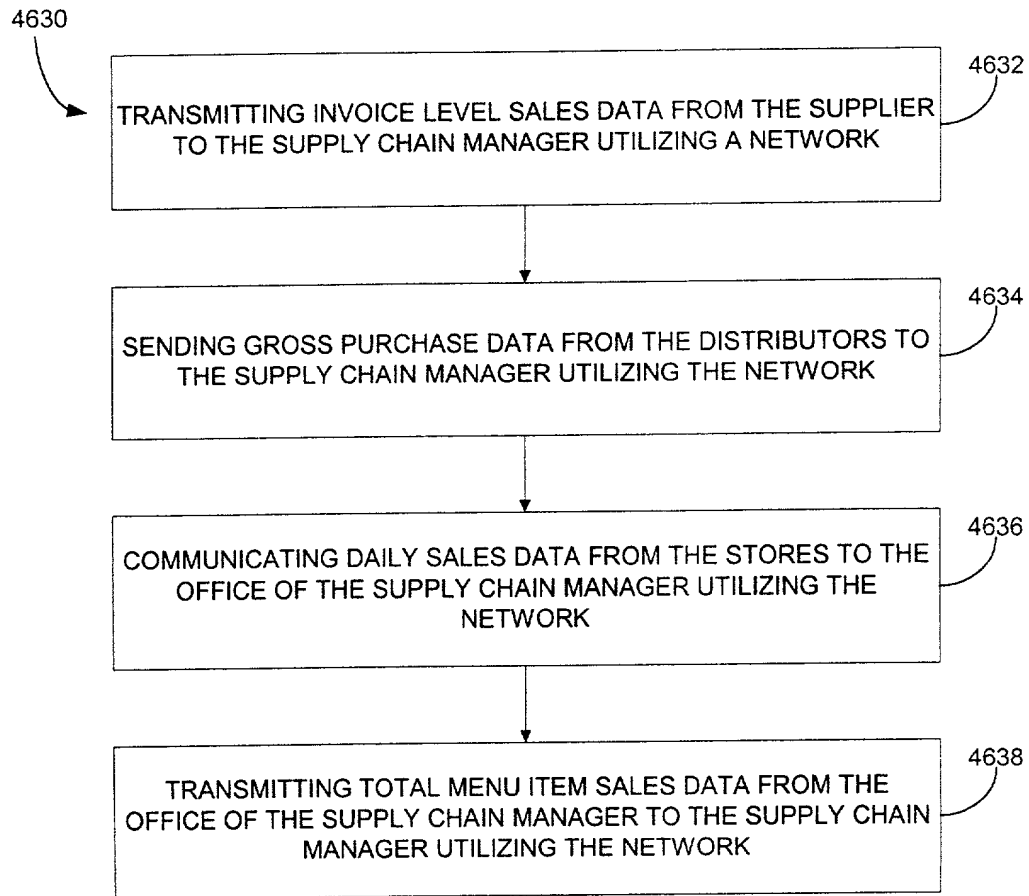 4630
4632
TRANSMITTING INVOICE LEVEL SALES DATA FROM THE SUPPLIER
TO THE SUPPLY CHAIN MANAGER UTILIZING A NETWORK
4634
SENDING GROSS PURCHASE DATA FROM THE DISTRIBUTORS TO
THE SUPPLY CHAIN MANAGER UTILIZING THE NETWORK
4636
COMMUNICATING DAILY SALES DATA FROM THE STORES TO THE
OFFICE OF THE SUPPLY CHAIN MANAGER UTILIZING THE
NETWORK
4638
TRANSMITTING TOTAL MENU ITEM SALES DATA FROM THE
OFFICE OF THE SUPPLY CHAIN MANAGER TO THE SUPPLY CHAIN
MANAGER UTILIZING THE NETWORK